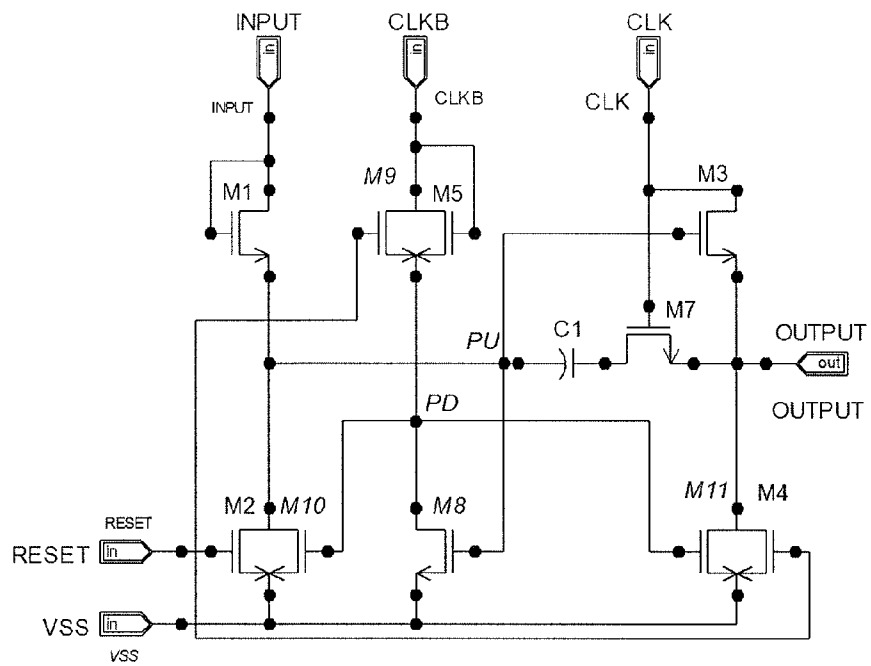 INPUT
CLKB
CLK
in
in
in
INPUT
CLKB
CLK
M1
M9
M5
M3
M7
C1
PU
OUTPUT
out
OUTPUT
PD
M2
M10
M8
M11
M4
RESET
RESET
in
VSS
in
VSS